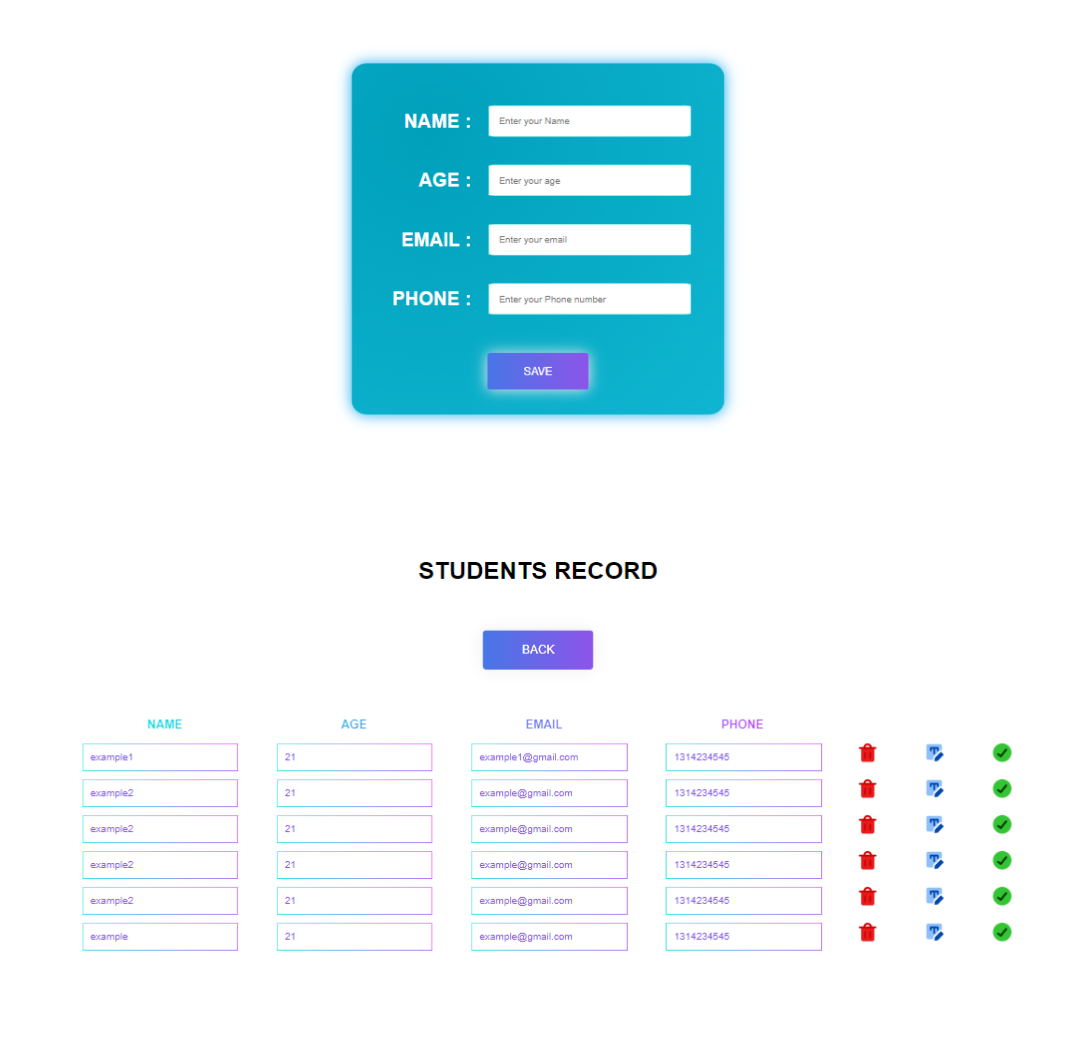 NAME : Enter your Name
AGE : Enter your age
EMAIL : Enter your email
PHONE : Enter your Phone number
SAVE
STUDENTS RECORD
BACK
NAME AGE EMAIL PHONE
example1 21 example1@gmail.com 1314234545
example2 21 example@gmail.com 1314234545
example2 21 example@gmail.com 1314234545
example2 21 example@gmail.com 1314234545
example2 21 example@gmail.com 1314234545
example 21 example@gmail.com 1314234545